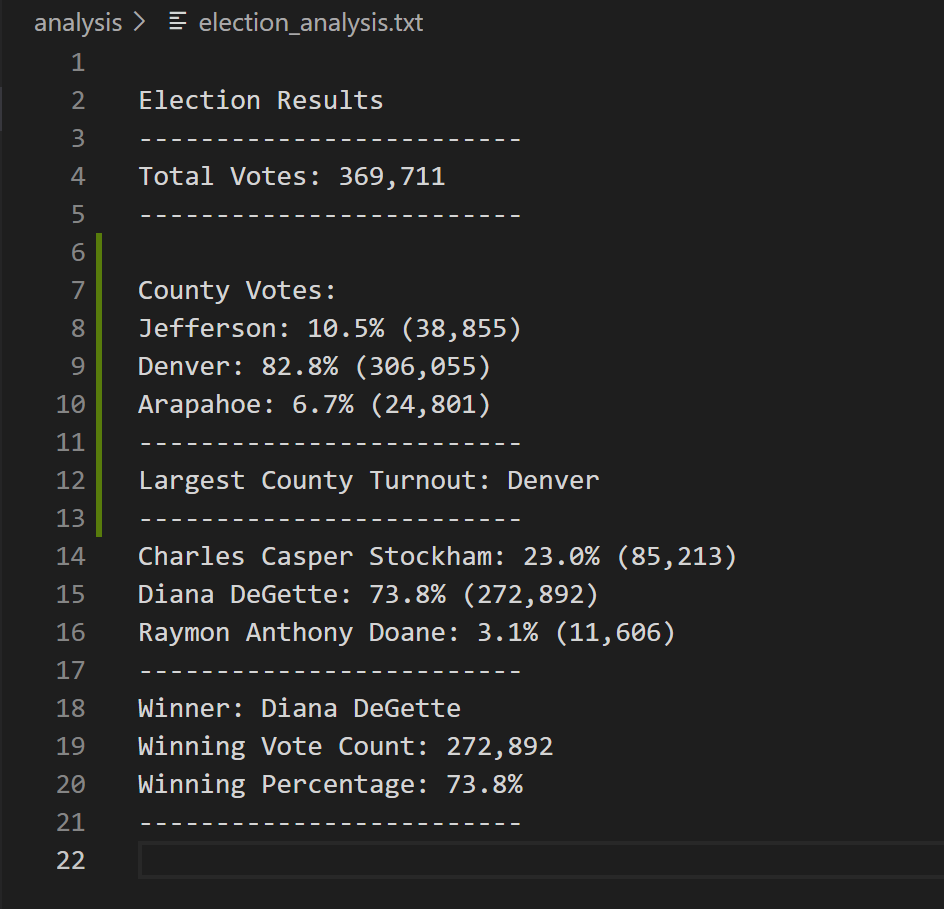 analysis > election_analysis.txt
1
2 Election Results
3 -------------------------
4 Total Votes: 369,711
5 -------------------------
6
7 County Votes:
8 Jefferson: 10.5% (38,855)
9 Denver: 82.8% (306,055)
10 Arapahoe: 6.7% (24,801)
11 -------------------------
12 Largest County Turnout: Denver
13 -------------------------
14 Charles Casper Stockham: 23.0% (85,213)
15 Diana DeGette: 73.8% (272,892)
16 Raymon Anthony Doane: 3.1% (11,606)
17 -------------------------
18 Winner: Diana DeGette
19 Winning Vote Count: 272,892
20 Winning Percentage: 73.8%
21 -------------------------
22